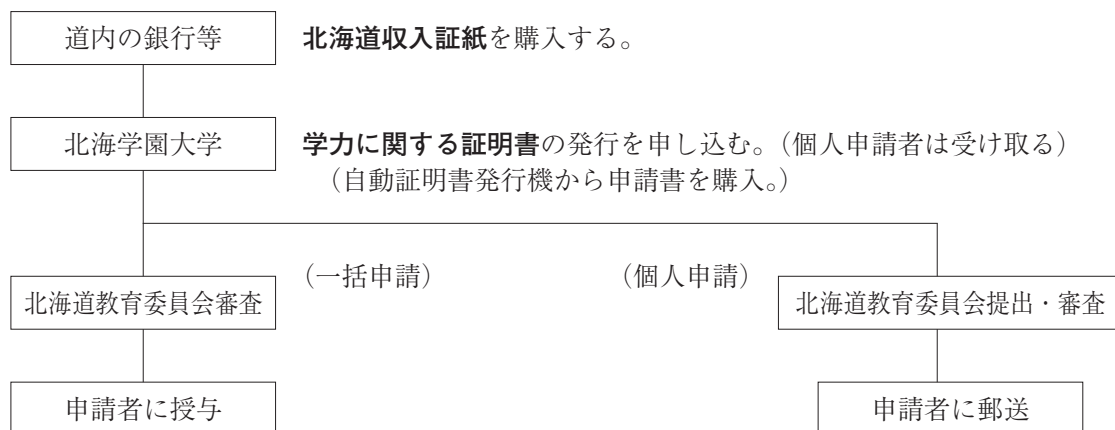 道内の銀行等
北海道収入証紙を購入する。
北海学園大学
学力に関する証明書の発行を申し込む。（個人申請者は受け取る）
（自動証明書発行機から申請書を購入。）
（一括申請）
（個人申請）
北海道教育委員会審査
北海道教育委員会提出・審査
申請者に授与
申請者に郵送